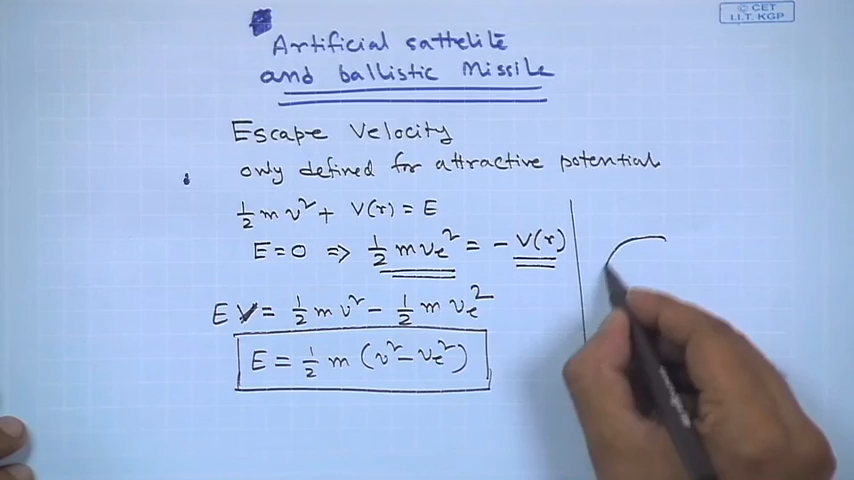 © CET
I.I.T. KGP
Artificial sattelite
and ballistic Missile
Escape Velocity
only defined for attractive potential.
1/2 m v² + V(r) = E
E = 0 ⇒ 1/2 m ve² = - V(r)
E = 1/2 m v² - 1/2 m ve²
E = 1/2 m (v² - ve²)